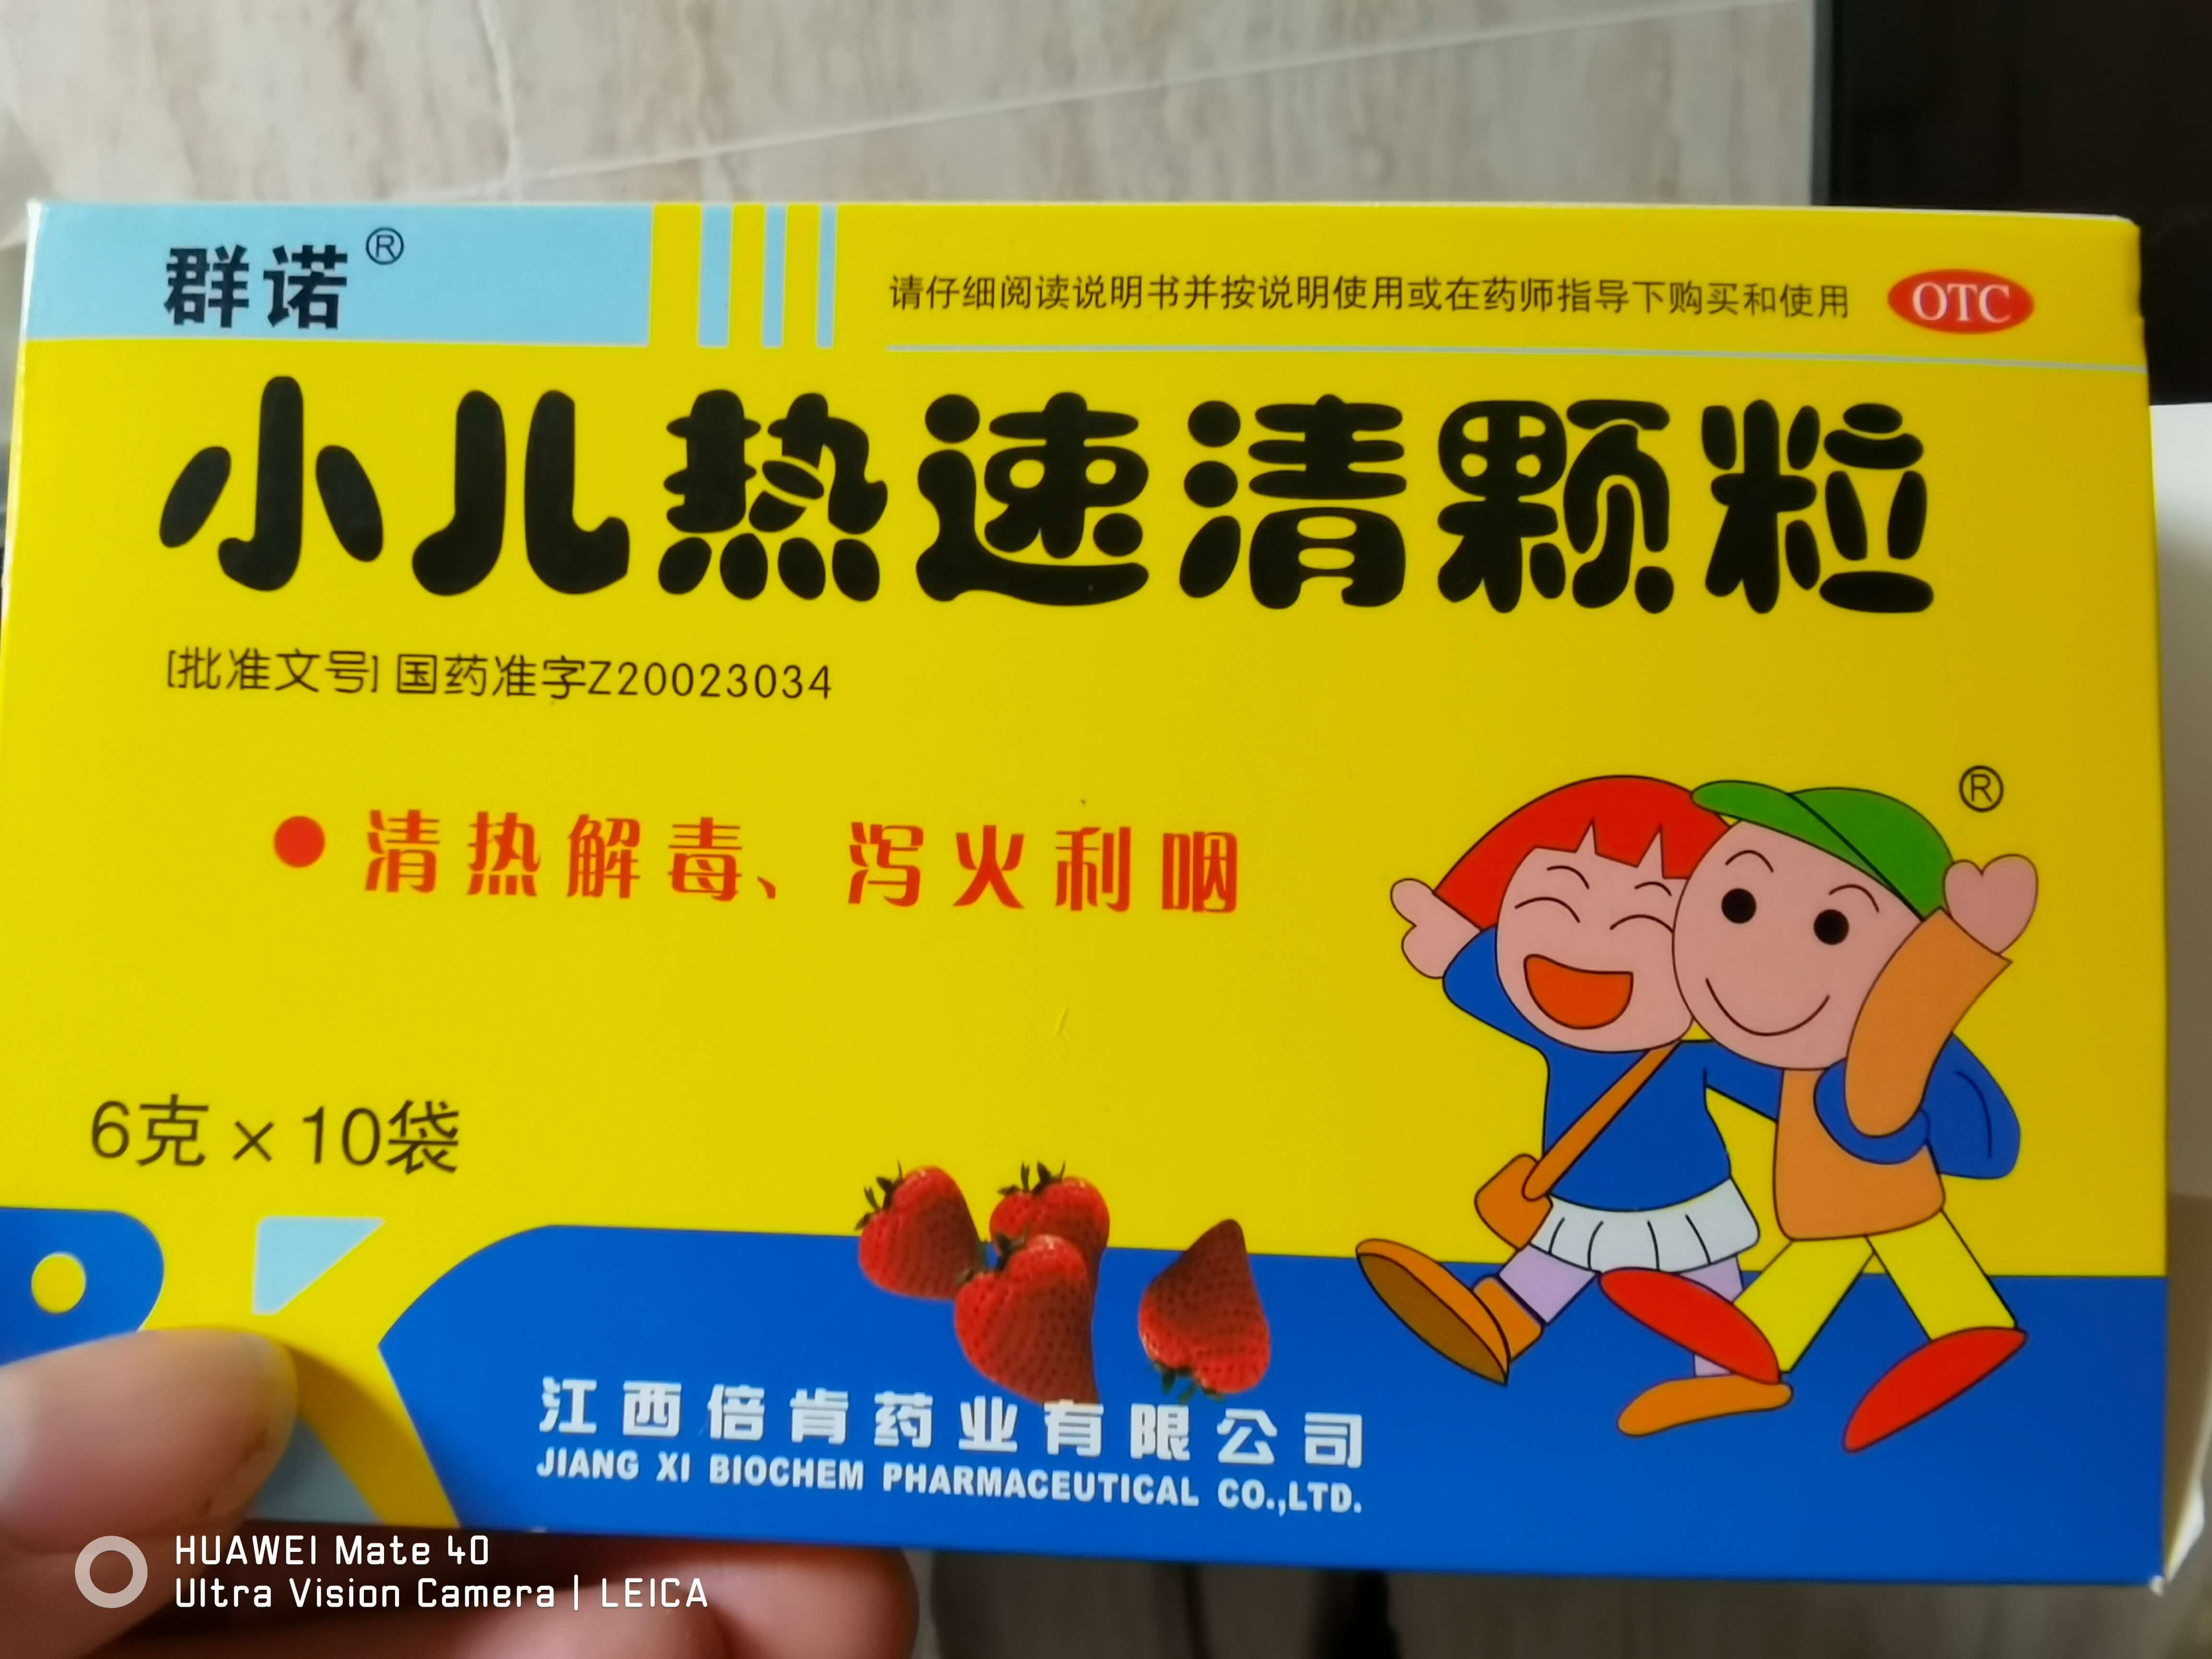 群诺®
请仔细阅读说明书并按说明使用或在药师指导下购买和使用 OTC
小儿热速清颗粒
[批准文号] 国药准字Z20023034
®
清热解毒、泻火利咽
6克×10袋
江西倍肯药业有限公司
JIANG XI BIOCHEM PHARMACEUTICAL CO.,LTD.
HUAWEI Mate 40
Ultra Vision Camera | LEICA